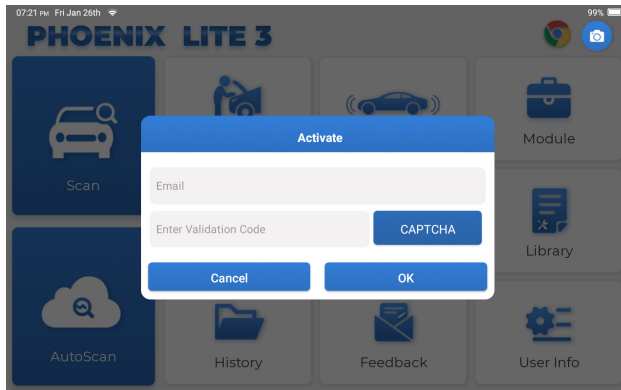 07:21 PM Fri Jan 26th
99%
PHOENIX LITE 3
Activate
Module
Email
Scan
Enter Validation Code
CAPTCHA
Library
Cancel
OK
AutoScan
History
Feedback
User Info